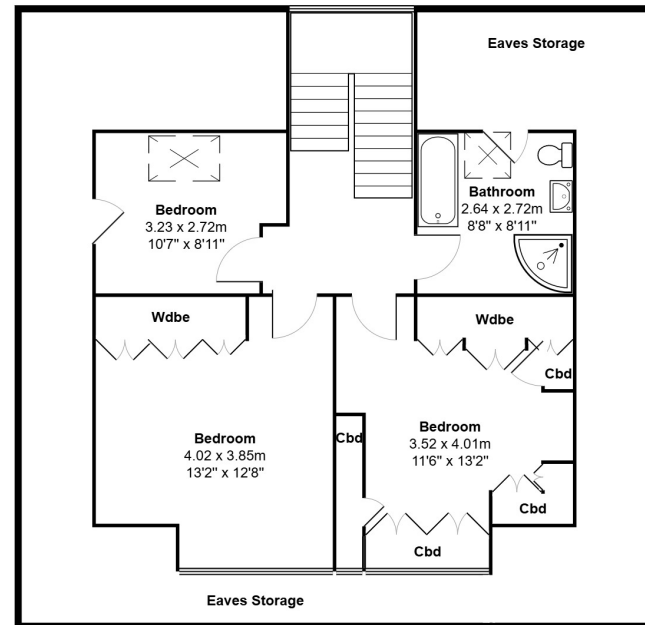 Eaves Storage
Bedroom
3.23 x 2.72m
10'7" x 8'11"
Bathroom
2.64 x 2.72m
8'8" x 8'11"
Wdbe
Wdbe
Cbd
Bedroom
4.02 x 3.85m
13'2" x 12'8"
Cbd
Bedroom
3.52 x 4.01m
11'6" x 13'2"
Cbd
Cbd
Eaves Storage